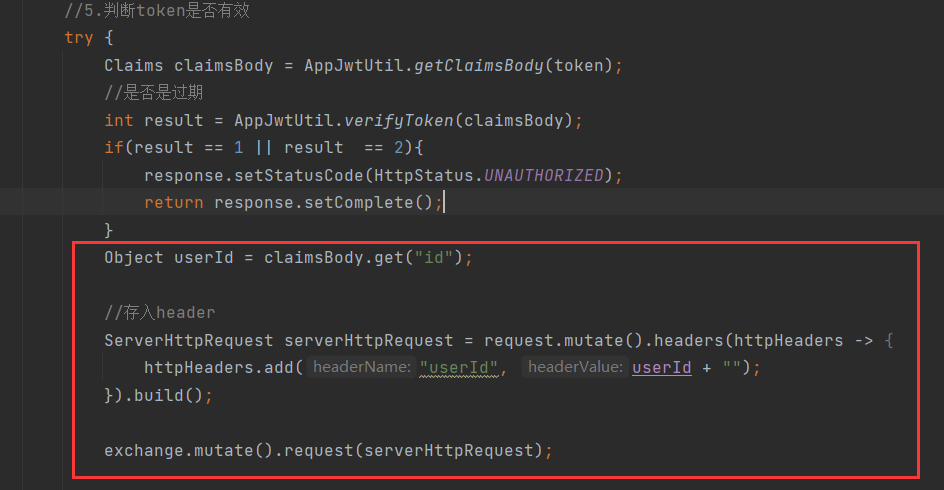 //5.判断token是否有效
try {
Claims claimsBody = AppJwtUtil.getClaimsBody(token);
//是否是过期
int result = AppJwtUtil.verifyToken(claimsBody);
if(result == 1 || result  == 2){
response.setStatusCode(HttpStatus.UNAUTHORIZED);
return response.setComplete();
}
Object userId = claimsBody.get("id");
//存入header
ServerHttpRequest serverHttpRequest = request.mutate().headers(httpHeaders -> {
httpHeaders.add( headerName: "userId", headerValue: userId + "");
}).build();
exchange.mutate().request(serverHttpRequest);